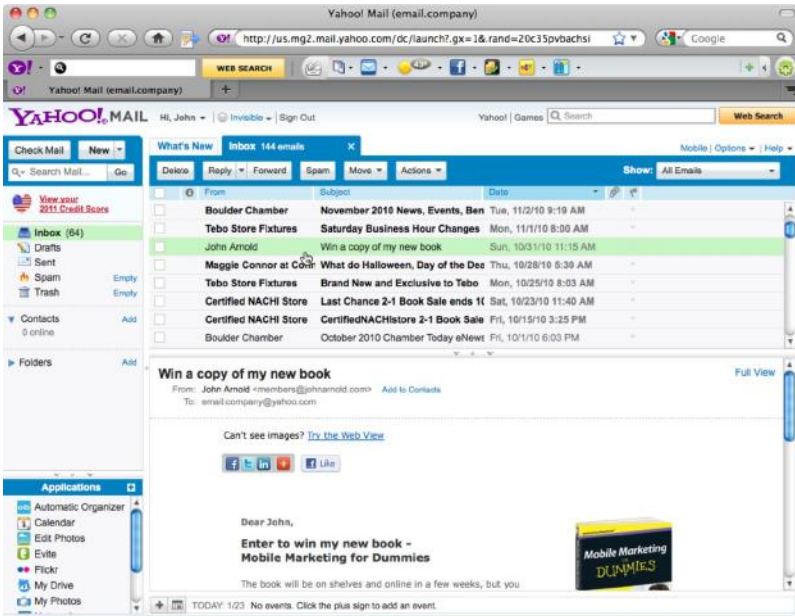 Yahoo! Mail (email.company)
http://us.mg2.mail.yahoo.com/dc/launch?.gx=1&.rand=20c35pvbachsi
Google
WEB SEARCH
Yahoo! Mail (email.company)
YAHOO! MAIL Hi, John Invisible Sign Out Yahoo! Games Search Web Search
What's New Inbox 144 emails X Mobile Options Help
Check Mail New
Delete Reply Forward Spam Move Actions Show: All Emails
Search Mail... Go
From Subject Date
View your
2011 Credit Score
Boulder Chamber November 2010 News, Events, Ben Tue, 11/2/10 9:19 AM
Inbox (64)
Tebo Store Fixtures Saturday Business Hour Changes Mon, 11/1/10 8:00 AM
Drafts
John Arnold Win a copy of my new book Sun, 10/31/10 11:15 AM
Sent
Maggie Connor at What do Halloween, Day of the Dea Thu, 10/28/10 5:30 AM
Spam Empty
Tebo Store Fixtures Brand New and Exclusive to Tebo Mon, 10/25/10 8:03 AM
Trash Empty
Certified NACHI Store Last Chance 2-1 Book Sale ends 1( Sat, 10/23/10 11:40 AM
Contacts Add
Certified NACHI Store CertifiedNACHIstore 2-1 Book Sale Fri, 10/15/10 3:25 PM
0 online
Boulder Chamber October 2010 Chamber Today eNews Fri, 10/1/10 6:03 PM
Folders Add
Win a copy of my new book Full View
From: John Arnold <members@johnarnold.com> Add to Contacts
To: email.company@yahoo.com
Can't see images? Try the Web View
Like
Applications
Automatic Organizer
Calendar
Edit Photos
Evite
Flickr
My Drive
My Photos
Dear John,
Enter to win my new book -
Mobile Marketing for Dummies
The book will be on shelves and online in a few weeks, but you
Mobile Marketing
FOR
DUMMIES
TODAY: 1/23 No events. Click the plus sign to add an event.